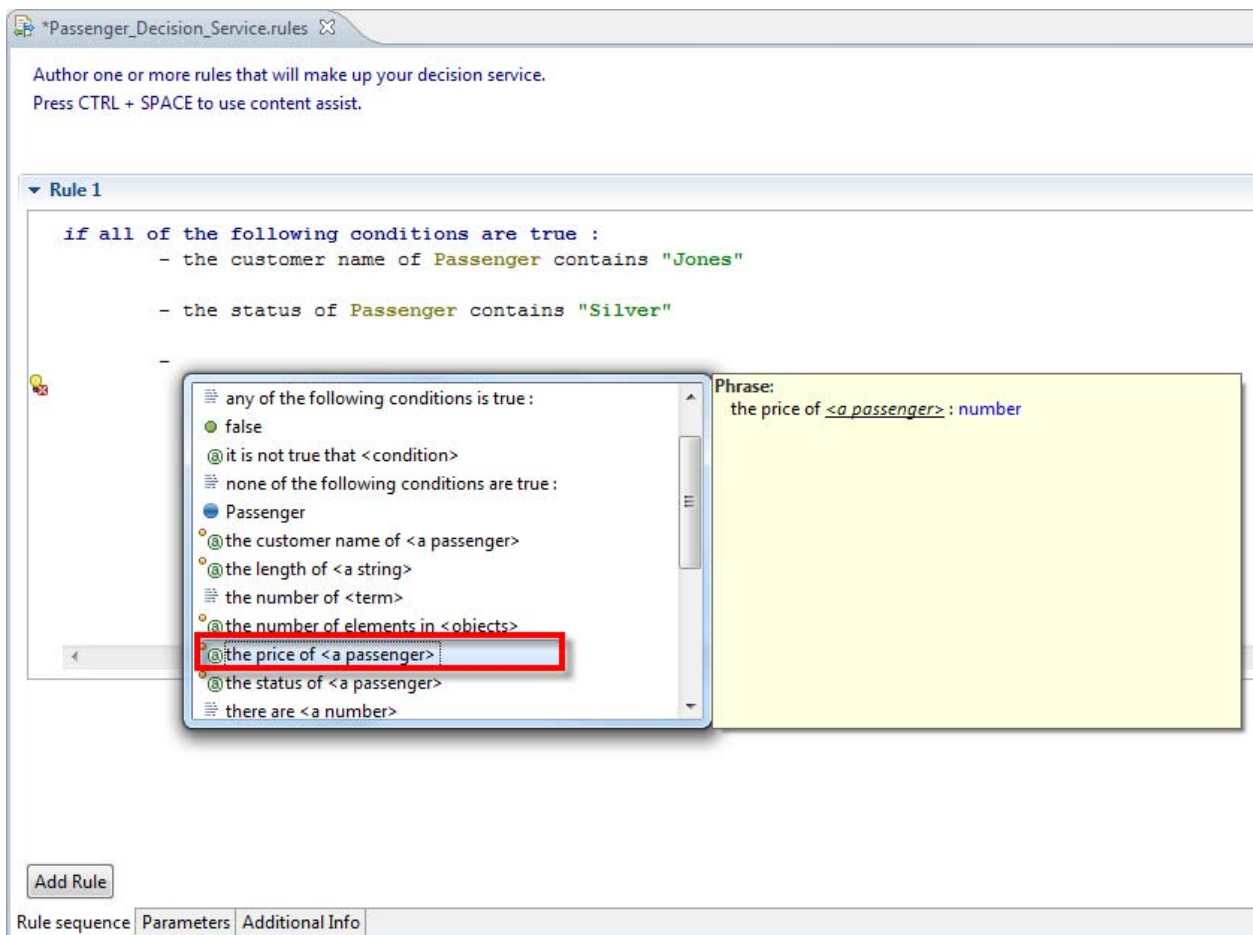 *Passenger_Decision_Service.rules
Author one or more rules that will make up your decision service.
Press CTRL + SPACE to use content assist.
Rule 1
if all of the following conditions are true :
- the customer name of Passenger contains "Jones"
- the status of Passenger contains "Silver"
-
any of the following conditions is true :
false
it is not true that <condition>
none of the following conditions are true :
Passenger
the customer name of <a passenger>
the length of <a string>
the number of <term>
the number of elements in <objects>
the price of <a passenger>
the status of <a passenger>
there are <a number>
Phrase:
the price of <a passenger> : number
Add Rule
Rule sequence Parameters Additional Info